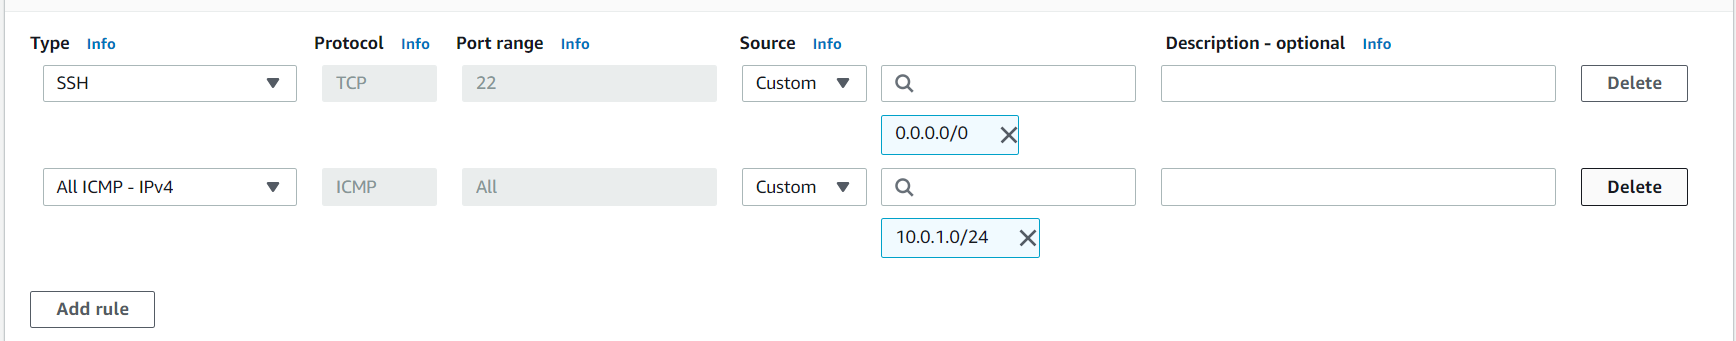 Type Info Protocol Info Port range Info Source Info Description - optional Info
SSH TCP 22 Custom Delete
0.0.0.0/0
All ICMP - IPv4 ICMP All Custom Delete
10.0.1.0/24
Add rule